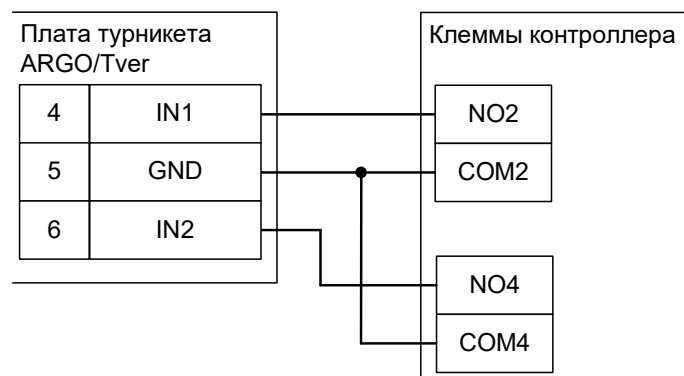 Плата турникета
ARGO/Tver
4 IN1
5 GND
6 IN2
Клеммы контроллера
NO2
COM2
NO4
COM4